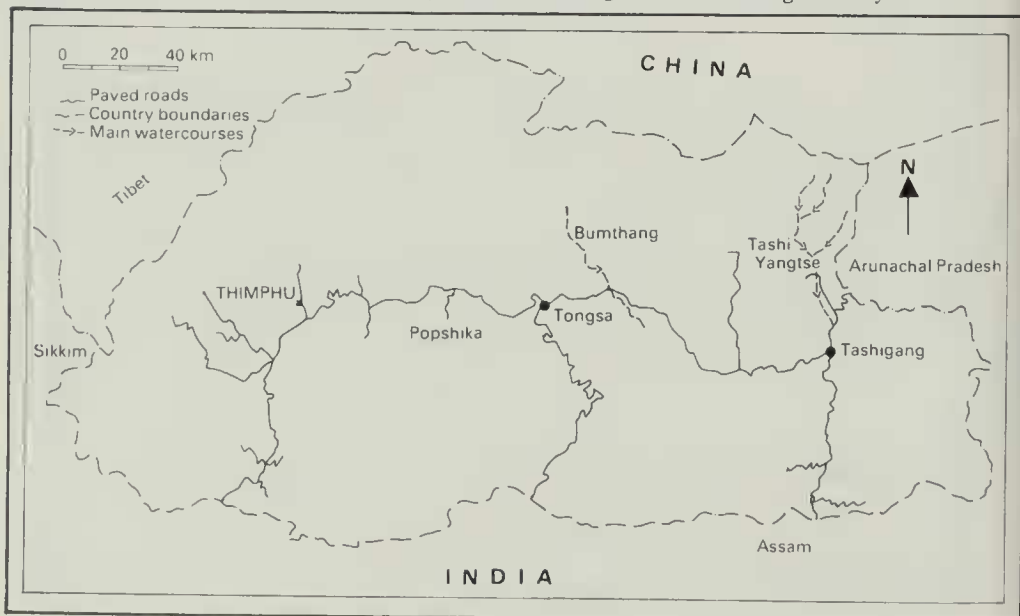 CHINA
0 20 40 km
Paved roads
Country boundaries
Main watercourses
Tibet
N
Bumthang
Tashi
Yangtse
Arunachal Pradesh
THIMPHU
Popshika
Tongsa
Sikkim
Tashigang
Assam
INDIA